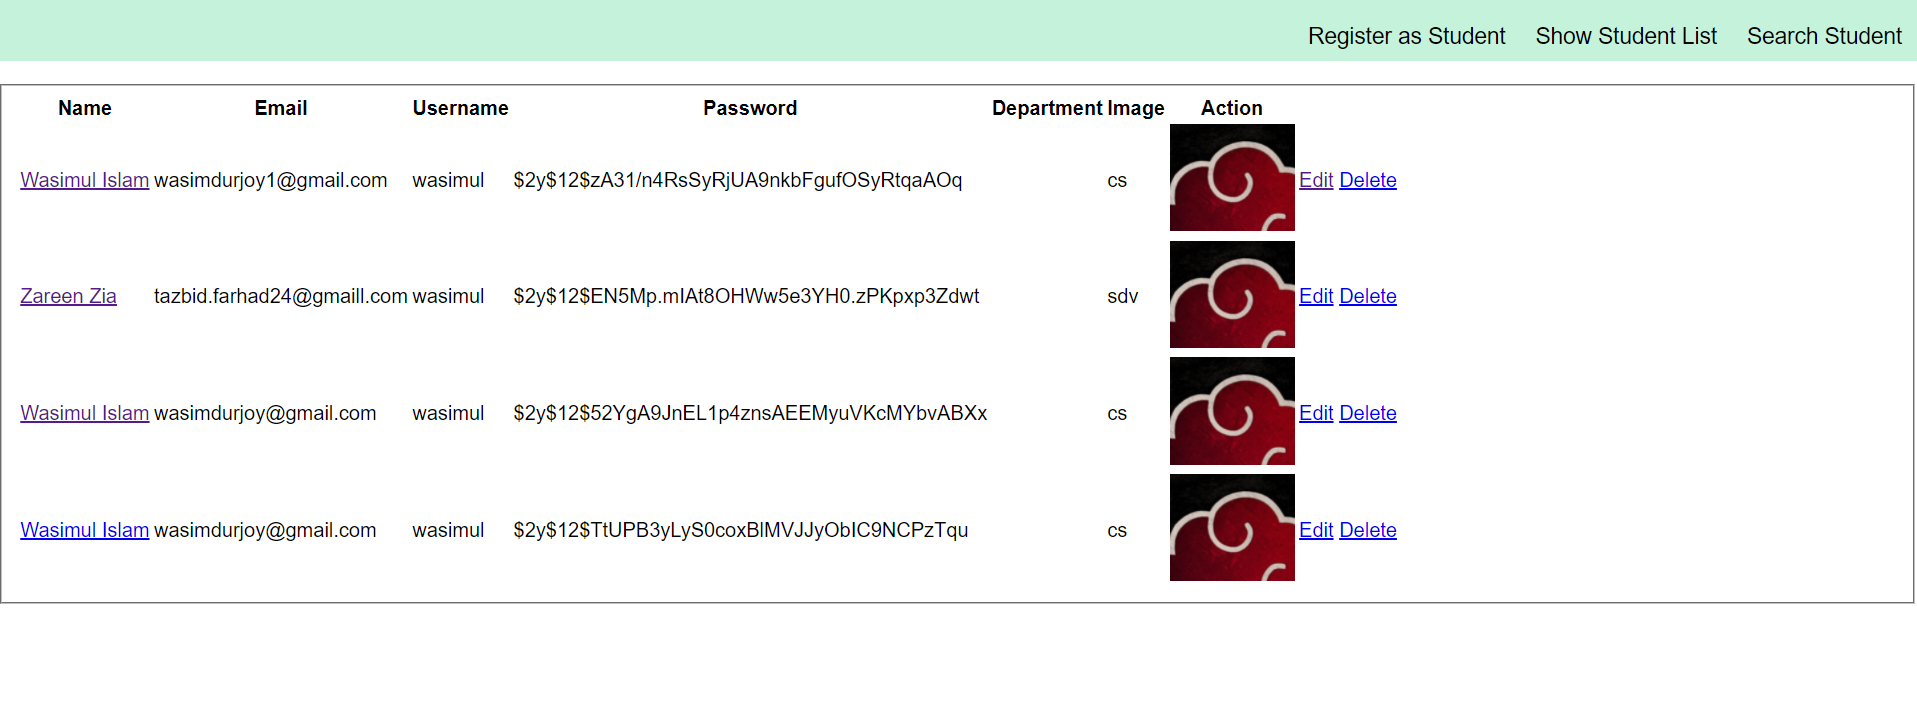 Register as Student Show Student List Search Student
Name Email Username Password Department Image Action
Wasimul Islam wasimdurjoy1@gmail.com wasimul $2y$12$zA31/n4RsSyRjUA9nkbFgufOSyRtqaAOq cs Edit Delete
Zareen Zia tazbid.farhad24@gmaill.com wasimul $2y$12$EN5Mp.mIAt8OHWw5e3YH0.zPKpxp3Zdwt sdv Edit Delete
Wasimul Islam wasimdurjoy@gmail.com wasimul $2y$12$52YgA9JnEL1p4znsAEEMyuVKcMYbvABXx cs Edit Delete
Wasimul Islam wasimdurjoy@gmail.com wasimul $2y$12$TtUPB3yLyS0coxBlMVJJyObIC9NCPzTqu cs Edit Delete